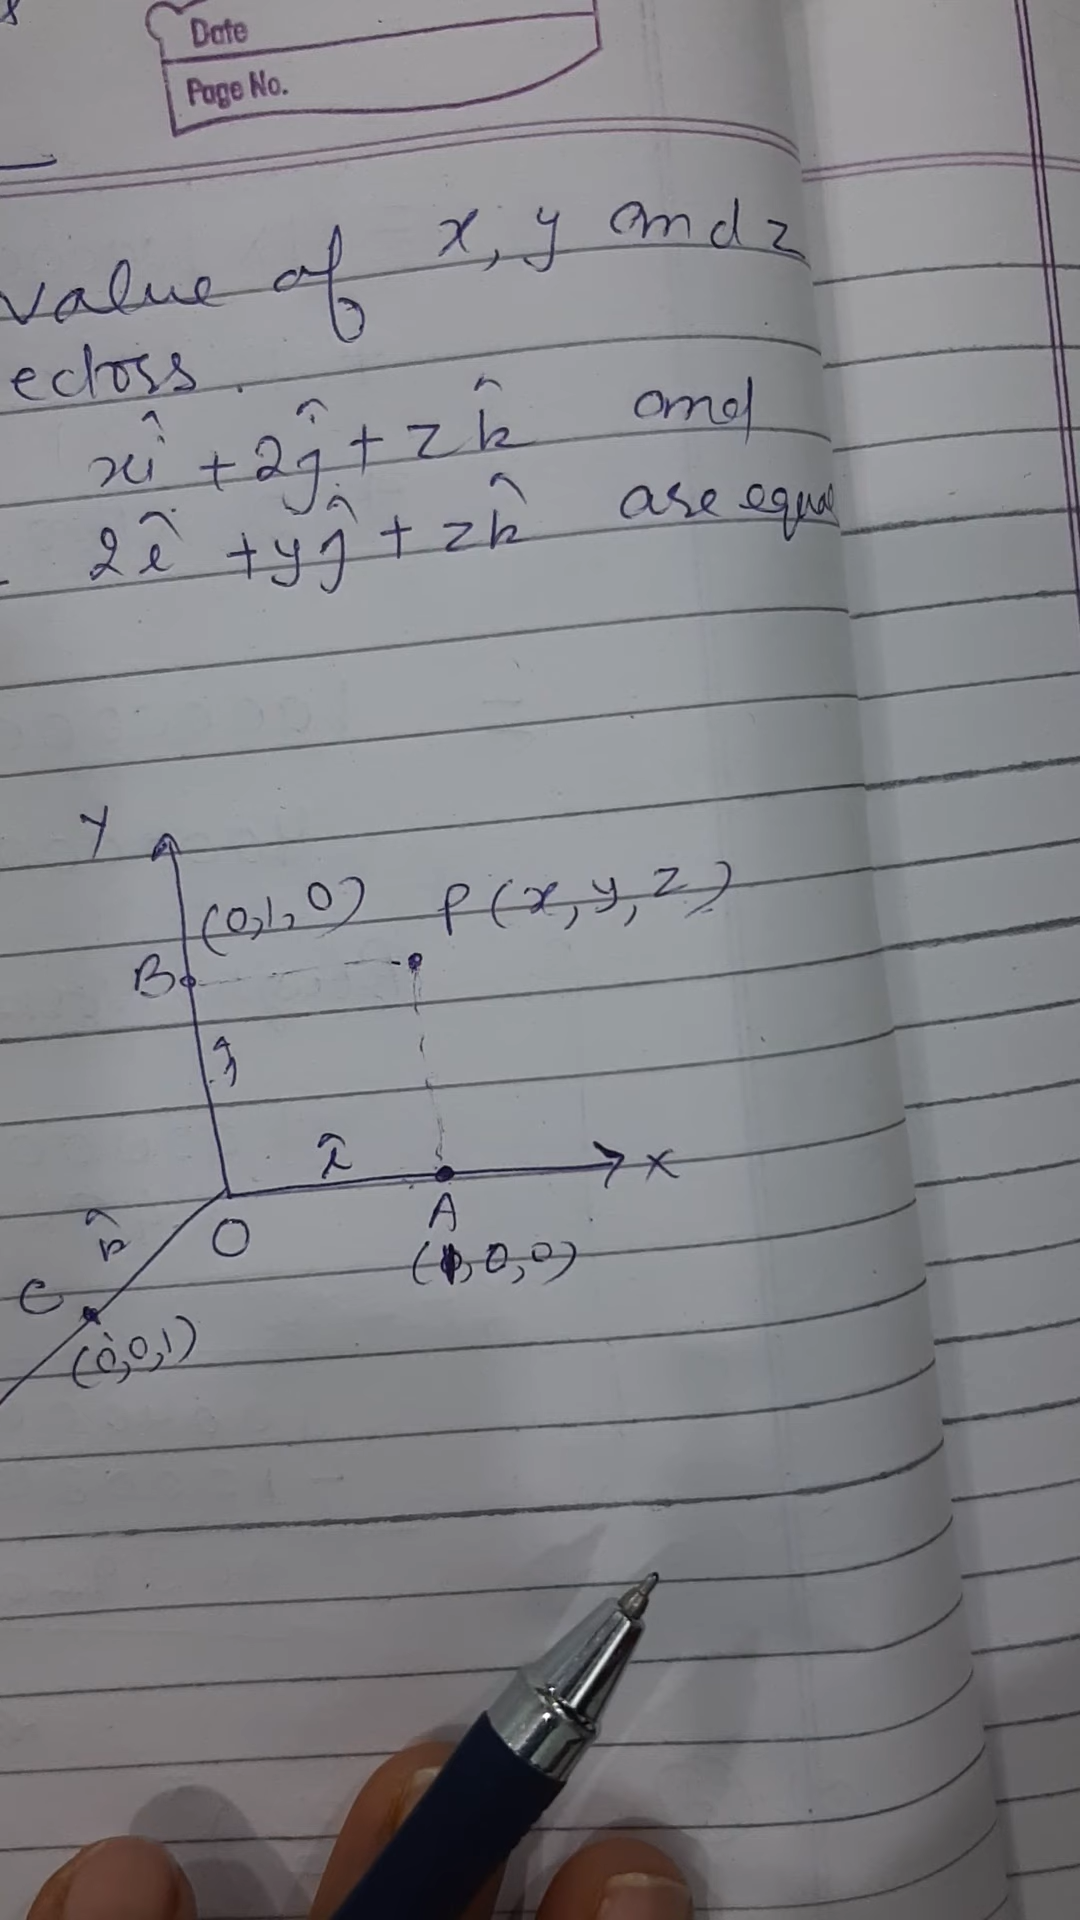 Date
Page No.
value of x, y and z
ectors.
xî + 2ĵ + zk̂ and
2î + yĵ + zk̂ are equal
Y
(0,1,0) P(x, y, z)
B
ĵ
î
X
O
A
k̂
(1,0,0)
C
(0,0,1)